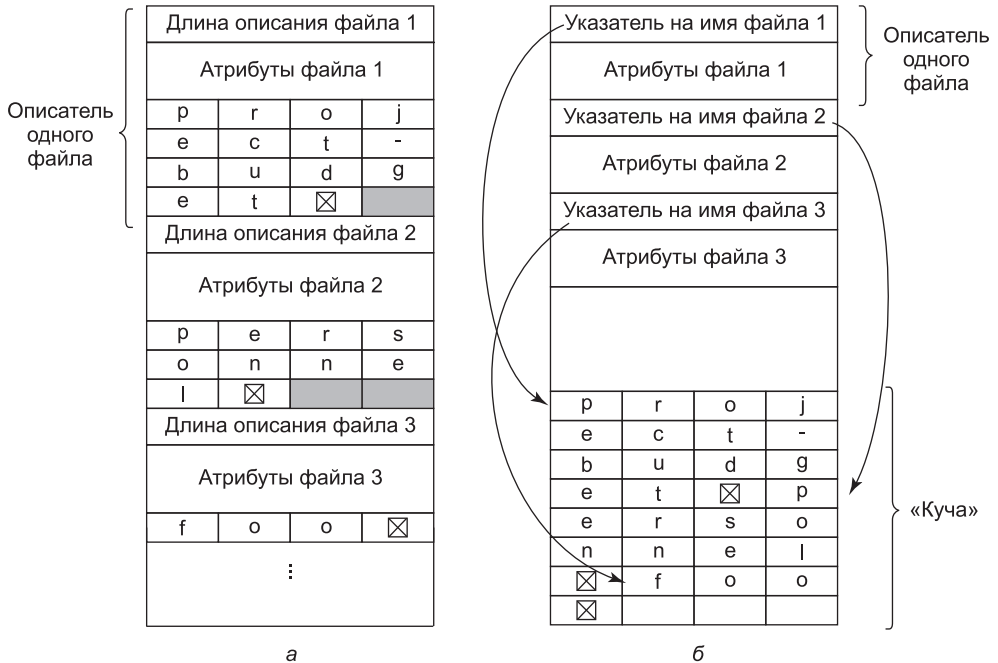 Длина описания файла 1
Атрибуты файла 1
Описатель
одного
файла
p r o j
e c t -
b u d g
e t
Длина описания файла 2
Атрибуты файла 2
p e r s
o n n e
l
Длина описания файла 3
Атрибуты файла 3
f o o
а
Указатель на имя файла 1
Атрибуты файла 1
Описатель
одного
файла
Указатель на имя файла 2
Атрибуты файла 2
Указатель на имя файла 3
Атрибуты файла 3
p r o j
e c t -
b u d g
e t p
e r s o
n n e l
f o o
«Куча»
б